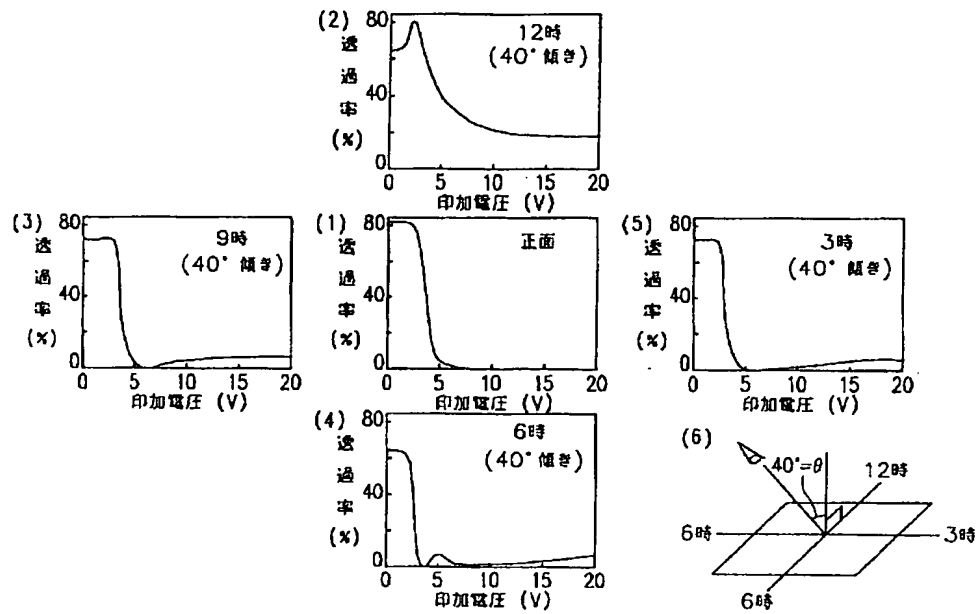 (2)
透過率(%)
80
40
0
12時
(40° 傾き)
0 5 10 15 20
印加電圧 (V)
(3)
透過率(%)
80
40
0
9時
(40° 傾き)
0 5 10 15 20
印加電圧 (V)
(1)
透過率(%)
80
40
0
正面
0 5 10 15 20
印加電圧 (V)
(5)
透過率(%)
80
40
0
3時
(40° 傾き)
0 5 10 15 20
印加電圧 (V)
(4)
透過率(%)
80
60
0
6時
(40° 傾き)
0 5 10 15 20
印加電圧 (V)
(6)
40°=θ
12時
6時
3時
6時